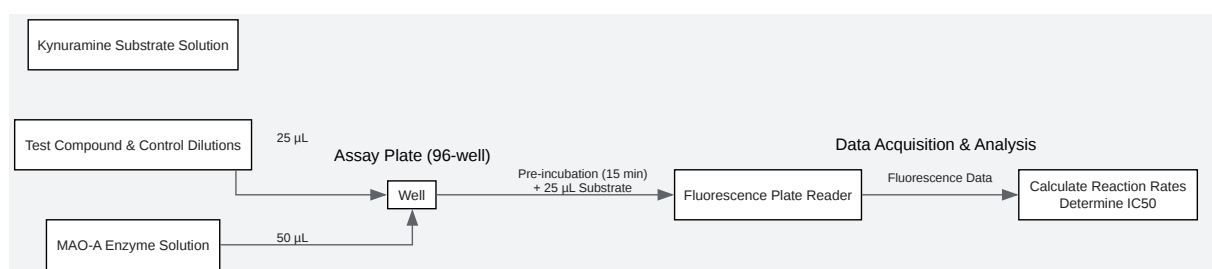 Kynuramine Substrate Solution
Test Compound & Control Dilutions
25 µL
Assay Plate (96-well)
Well
MAO-A Enzyme Solution
50 µL
Pre-incubation (15 min)
+ 25 µL Substrate
Data Acquisition & Analysis
Fluorescence Plate Reader
Fluorescence Data
Calculate Reaction Rates
Determine IC50